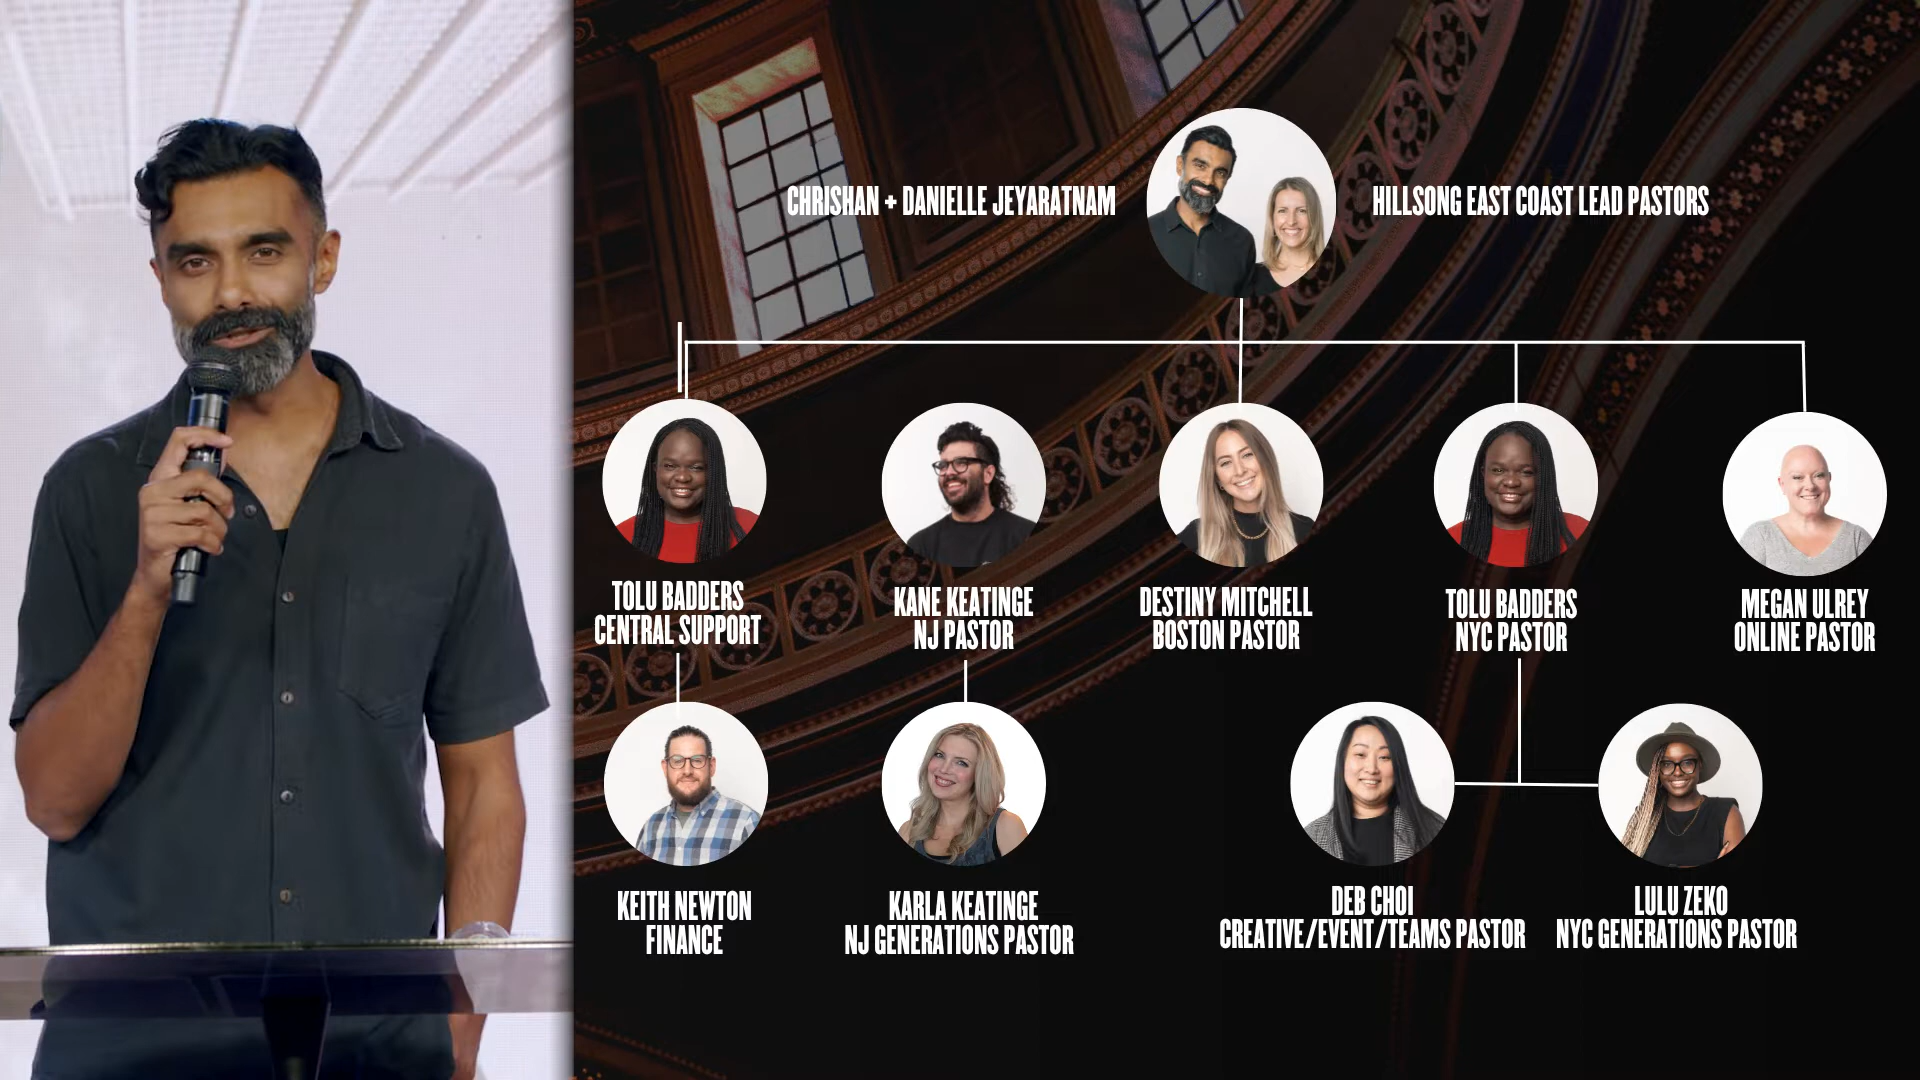 CHRISHAN + DANIELLE JEYARATNAM
HILLSONG EAST COAST LEAD PASTORS
TOLU BADDERS
CENTRAL SUPPORT
KANE KEATINGE
NJ PASTOR
DESTINY MITCHELL
BOSTON PASTOR
TOLU BADDERS
NYC PASTOR
MEGAN ULREY
ONLINE PASTOR
KEITH NEWTON
FINANCE
KARLA KEATINGE
NJ GENERATIONS PASTOR
DEB CHOI
CREATIVE/EVENT/TEAMS PASTOR
LULU ZEKO
NYC GENERATIONS PASTOR